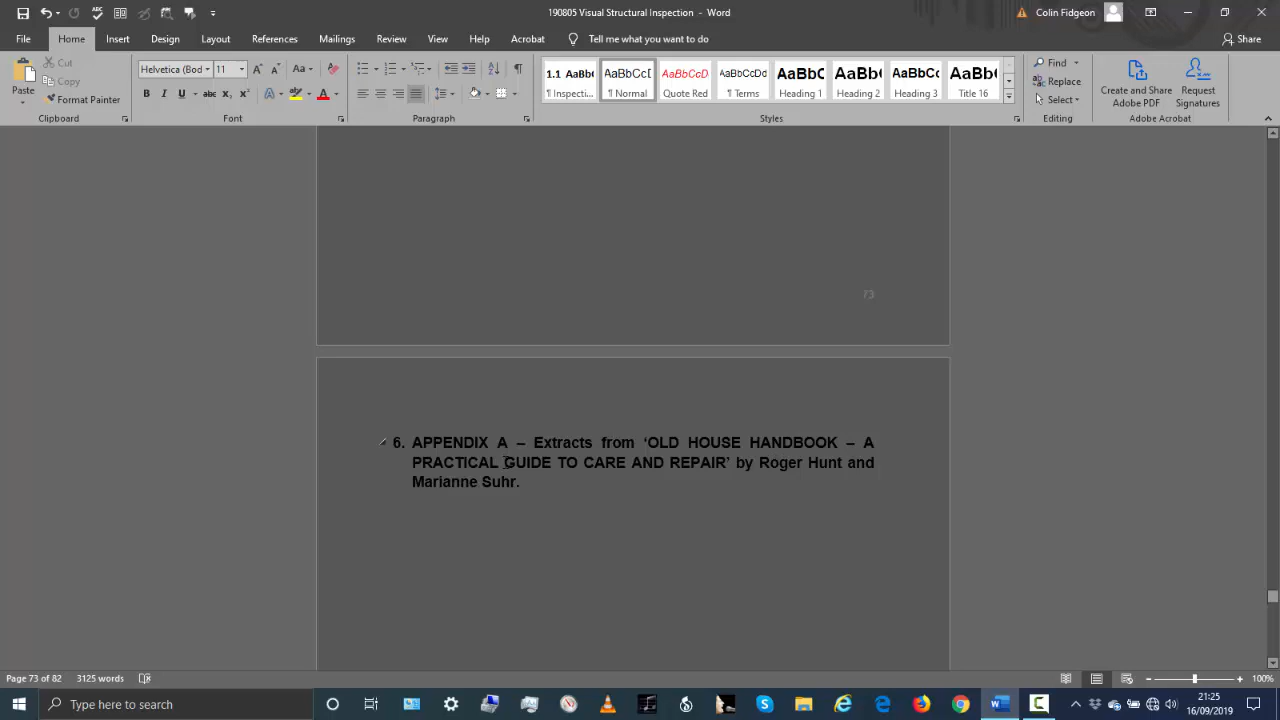 190805 Visual Structural Inspection - Word
Colin Fidgeon
File Home Insert Design Layout References Mailings Review View Help Acrobat Tell me what you want to do Share
Paste
Cut
Copy
Format Painter
Clipboard
Helvetica (Bod 11
Font
Paragraph
1.1 AaBb( AaBbCcD AaBbCcD AaBbCcDd AaBbC AaBb( AaBbCc AaBb(
¶ Inspecti... ¶ Normal Quote Red ¶ Terms Heading 1 Heading 2 Heading 3 Title 16
Styles
Find
Replace
Select
Editing
Create and Share
Adobe PDF
Request
Signatures
Adobe Acrobat
73
6. APPENDIX A – Extracts from ‘OLD HOUSE HANDBOOK – A
PRACTICAL GUIDE TO CARE AND REPAIR’ by Roger Hunt and
Marianne Suhr.
Page 73 of 82 3125 words 100%
Type here to search
21:25
16/09/2019